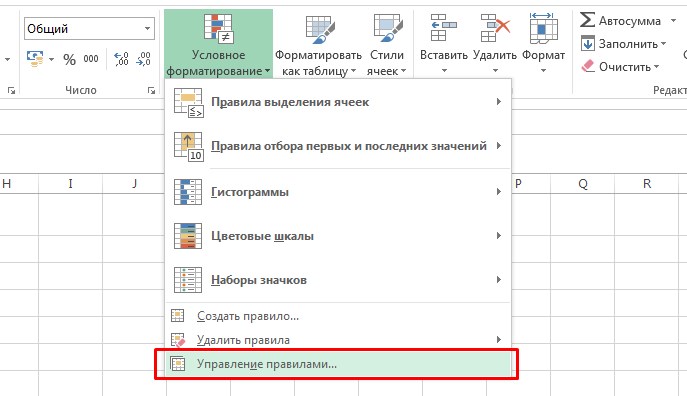 Общий
% 000 ,00
Число
Условное форматирование
Форматировать как таблицу
Стили ячеек
Вставить
Удалить
Формат
Автосумма
Заполнить
Очистить
Редакт
Правила выделения ячеек
10
Правила отбора первых и последних значений
Гистограммы
Цветовые шкалы
Наборы значков
Создать правило...
Удалить правила
Управление правилами...
H I J P Q R